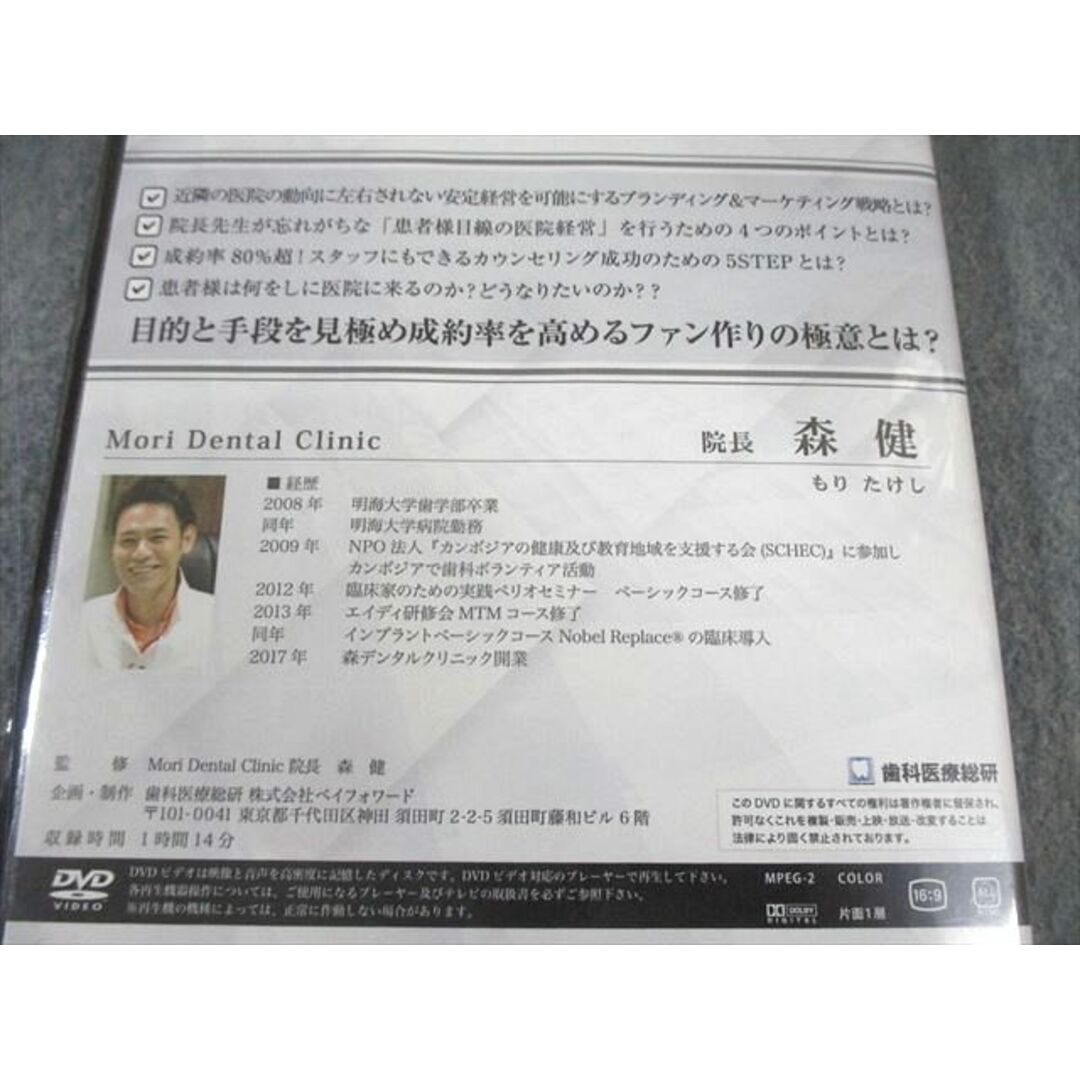 近隣の医院の動向に左右されない安定経営を可能にするブランディング&マーケティング戦略とは?
院長先生が忘れがちな「患者様目線の医院経営」を行うための4つのポイントとは?
成約率80%超!スタッフにもできるカウンセリング成功のための5STEPとは?
患者様は何をしに医院に来るのか?どうなりたいのか??
目的と手段を見極め成約率を高めるファン作りの極意とは?
Mori Dental Clinic 院長 森 健
もり たけし
■経歴
2008年 明海大学歯学部卒業
同年 明海大学病院勤務
2009年 NPO法人『カンボジアの健康及び教育地域を支援する会(SCHEC)』に参加し
カンボジアで歯科ボランティア活動
2012年 臨床家のための実践ペリオセミナー ベーシックコース修了
2013年 エイディ研修会MTMコース修了
同年 インプラントベーシックコースNobel Replace®の臨床導入
2017年 森デンタルクリニック開業
監 修 Mori Dental Clinic 院長 森 健
企画・制作 歯科医療総研 株式会社ベイフォワード
〒101-0041 東京都千代田区神田 須田町2-2-5 須田町藤和ビル6階
収録時間 1時間14分
歯科医療総研
このDVDに関するすべての権利は著作権者に留保され、
許可なくこれを複製・販売・上映・放送・改変することは
法律により固く禁止されております。
DVD VIDEO
DVDビデオは映像と音声を高密度に記憶したディスクです。DVDビデオ対応のプレーヤーで再生して下さい。
各再生機器操作については、ご使用になるプレーヤー及びテレビの取扱書を必ずご参照下さい。
※再生機の機種によっては、正常に作動しない場合があります。
MPEG-2 COLOR
DOLBY DIGITAL 片面1層
16:9
ALL